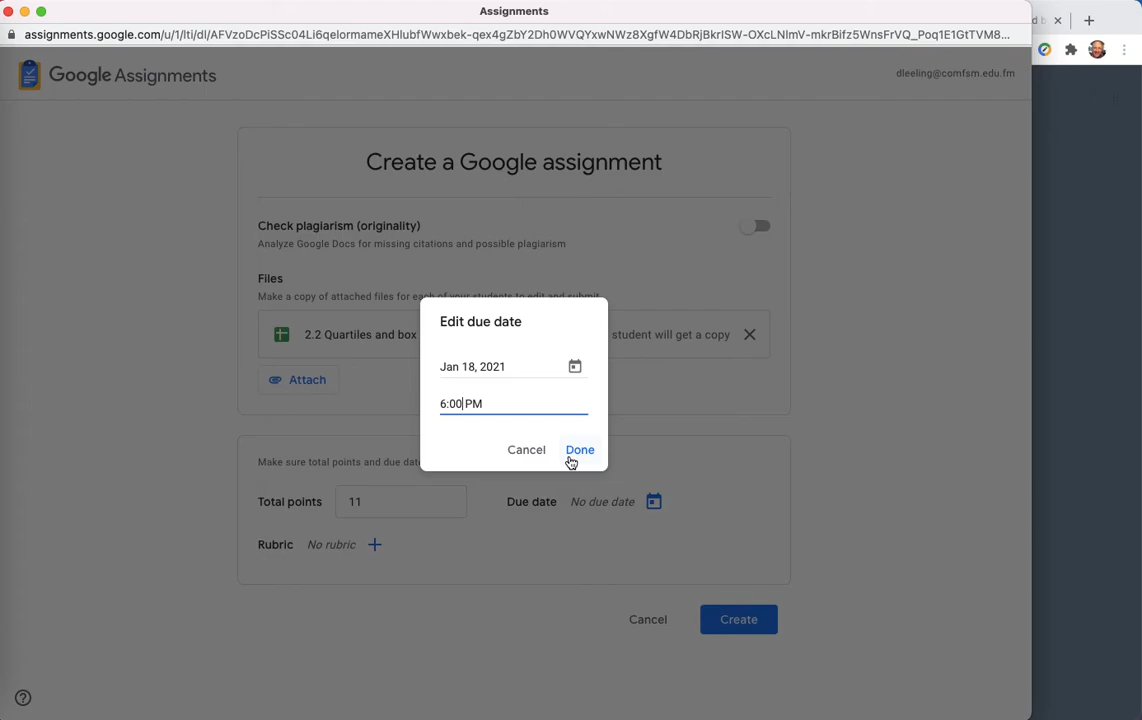 Assignments
d b
assignments.google.com/u/1/lti/dl/AFVzoDcPiSSc04Li6qelormameXHlubfWwxbek-qex4gZbY2Dh0WVQYxwNWz8XgfW4DbRjBkrISW-OXcLNlmV-mkrBifz5WnsFrVQ_Poq1E1GtTVM8...
Google Assignments
dleeling@comfsm.edu.fm
Create a Google assignment
Check plagiarism (originality)
Analyze Google Docs for missing citations and possible plagiarism
Files
Make a copy of attached files for each of your students to edit and submit
2.2 Quartiles and box
student will get a copy
Attach
Edit due date
Jan 18, 2021
6:00 PM
Cancel
Done
Make sure total points and due dat
Total points
11
Due date
No due date
Rubric
No rubric
Cancel
Create